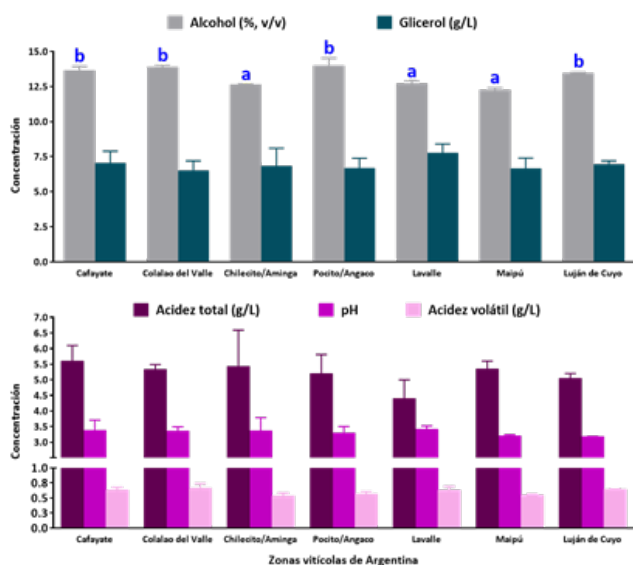 Alcohol (%, v/v) Glicerol (g/L)
Concentración
15.0
12.5
10.0
7.5
5.0
2.5
0.0
b b a b a a b
Cafayate Colalao del Valle Chilecito/Aminga Pocito/Angaco Lavalle Maipú Luján de Cuyo
Acidez total (g/L) pH Acidez volátil (g/L)
Concentración
7.0
6.5
6.0
5.5
5.0
4.5
4.0
3.5
3.0
1.0
0.8
0.5
0.3
0.0
Cafayate Colalao del Valle Chilecito/Aminga Pocito/Angaco Lavalle Maipú Luján de Cuyo
Zonas vitícolas de Argentina